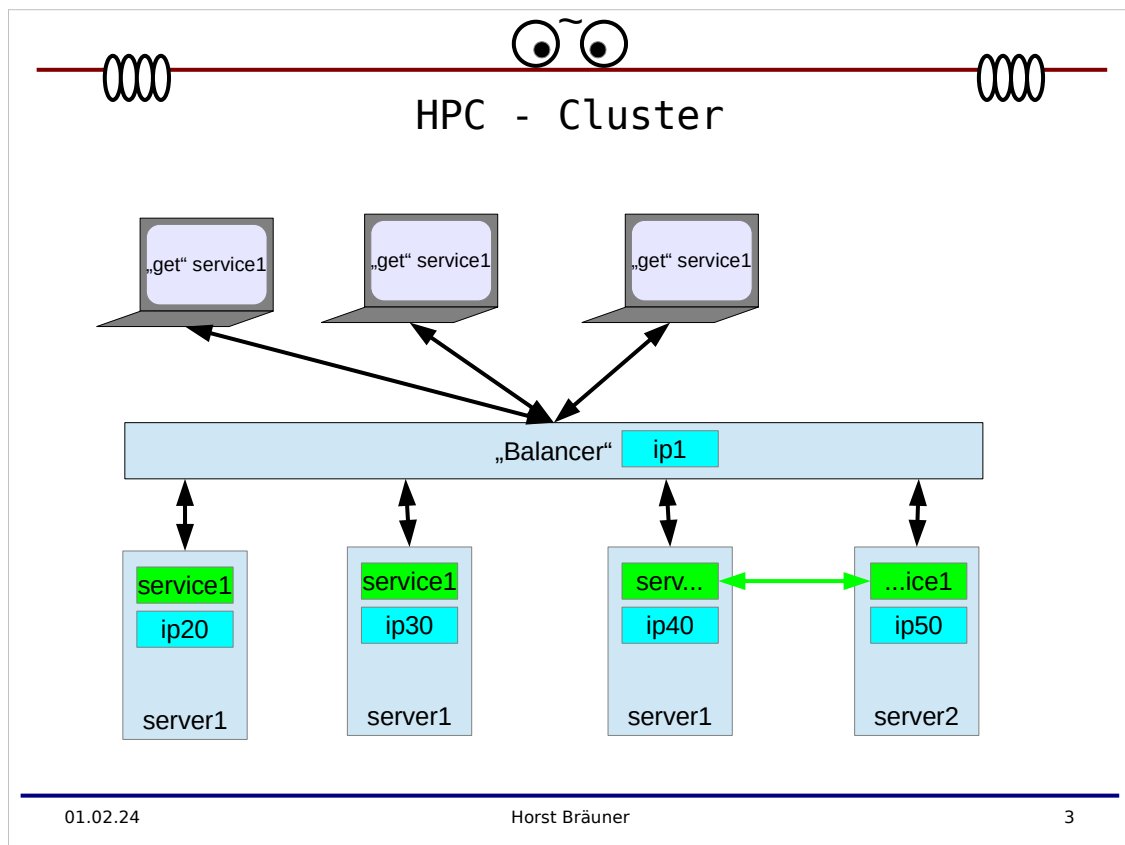 ~
HPC - Cluster
„get“ service1
„get“ service1
„get“ service1
„Balancer“ ip1
service1
service1
serv...
...ice1
ip20
ip30
ip40
ip50
server1
server1
server1
server2
01.02.24
Horst Bräuner
3